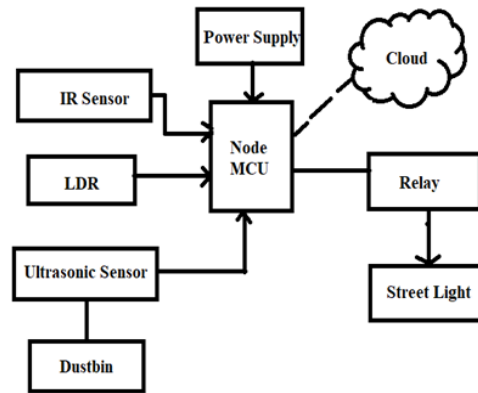 Power Supply
Cloud
IR Sensor
Node
MCU
LDR
Relay
Ultrasonic Sensor
Street Light
Dustbin